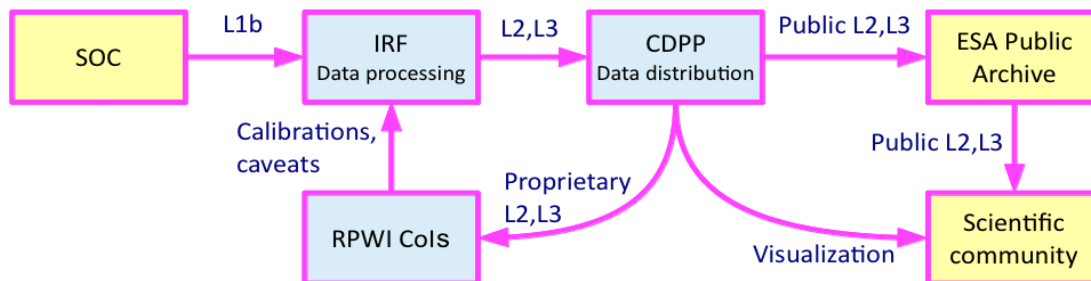 SOC
L1b
IRF
Data processing
L2,L3
CDPP
Data distribution
Public L2,L3
ESA Public
Archive
Calibrations,
caveats
Proprietary
L2,L3
Public L2,L3
RPWI CoIs
Visualization
Scientific
community